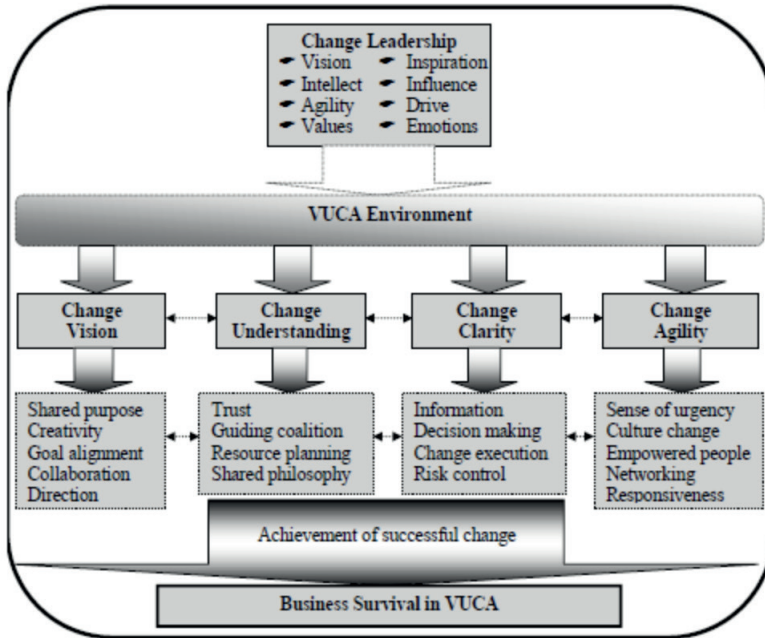 Change Leadership
Vision Inspiration
Intellect Influence
Agility Drive
Values Emotions
VUCA Environment
Change
Vision
Change
Understanding
Change
Clarity
Change
Agility
Shared purpose
Creativity
Goal alignment
Collaboration
Direction
Trust
Guiding coalition
Resource planning
Shared philosophy
Information
Decision making
Change execution
Risk control
Sense of urgency
Culture change
Empowered people
Networking
Responsiveness
Achievement of successful change
Business Survival in VUCA